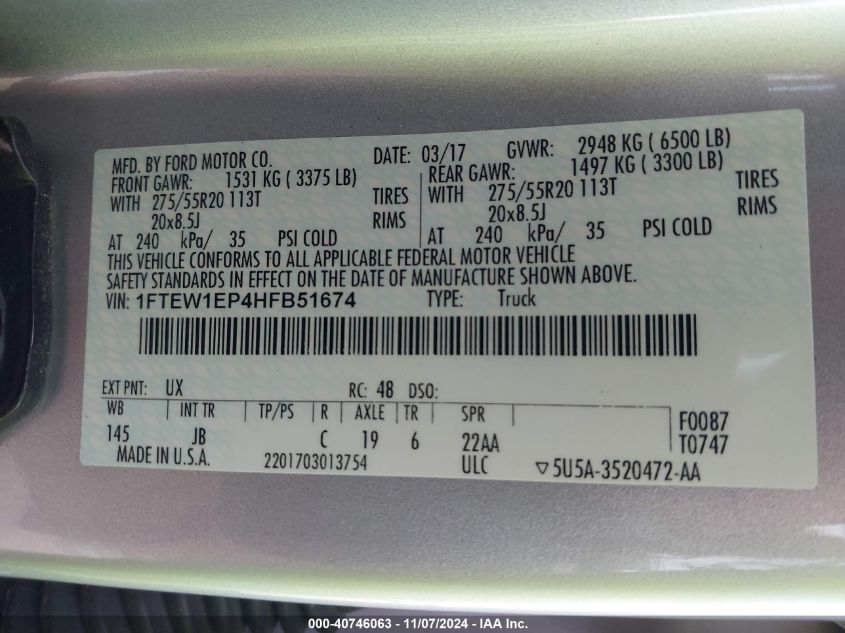 MFD. BY FORD MOTOR CO. DATE: 03/17 GVWR: 2948 KG ( 6500 LB)
FRONT GAWR: 1531 KG ( 3375 LB) REAR GAWR: 1497 KG ( 3300 LB)
WITH 275/55R20 113T TIRES WITH 275/55R20 113T TIRES
20x8.5J RIMS 20x8.5J RIMS
AT 240 kPa/ 35 PSI COLD AT 240 kPa/ 35 PSI COLD
THIS VEHICLE CONFORMS TO ALL APPLICABLE FEDERAL MOTOR VEHICLE
SAFETY STANDARDS IN EFFECT ON THE DATE OF MANUFACTURE SHOWN ABOVE.
VIN: 1FTEW1EP4HFB51674 TYPE: Truck
EXT PNT: UX RC: 48 DSO:
WB INT TR TP/PS R AXLE TR SPR F0087
145 JB C 19 6 22AA T0747
MADE IN U.S.A. 2201703013754 ULC ▽5U5A-3520472-AA
000-40746063 - 11/07/2024 - IAA Inc.